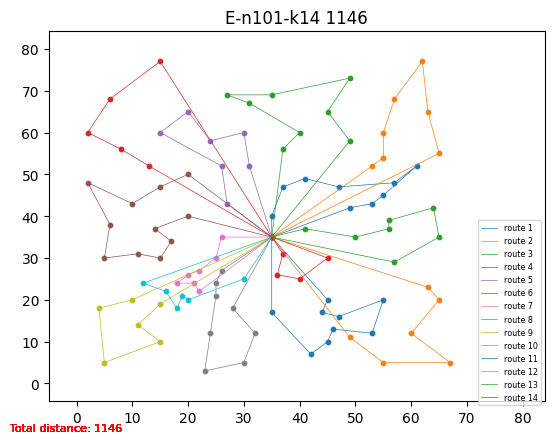 E-n101-k14 1146
80
70
60
50
40
30
20
10
0
0 10 20 30 40 50 60 70 80
route 1
route 2
route 3
route 4
route 5
route 6
route 7
route 8
route 9
route 10
route 11
route 12
route 13
route 14
Total distance: 1146